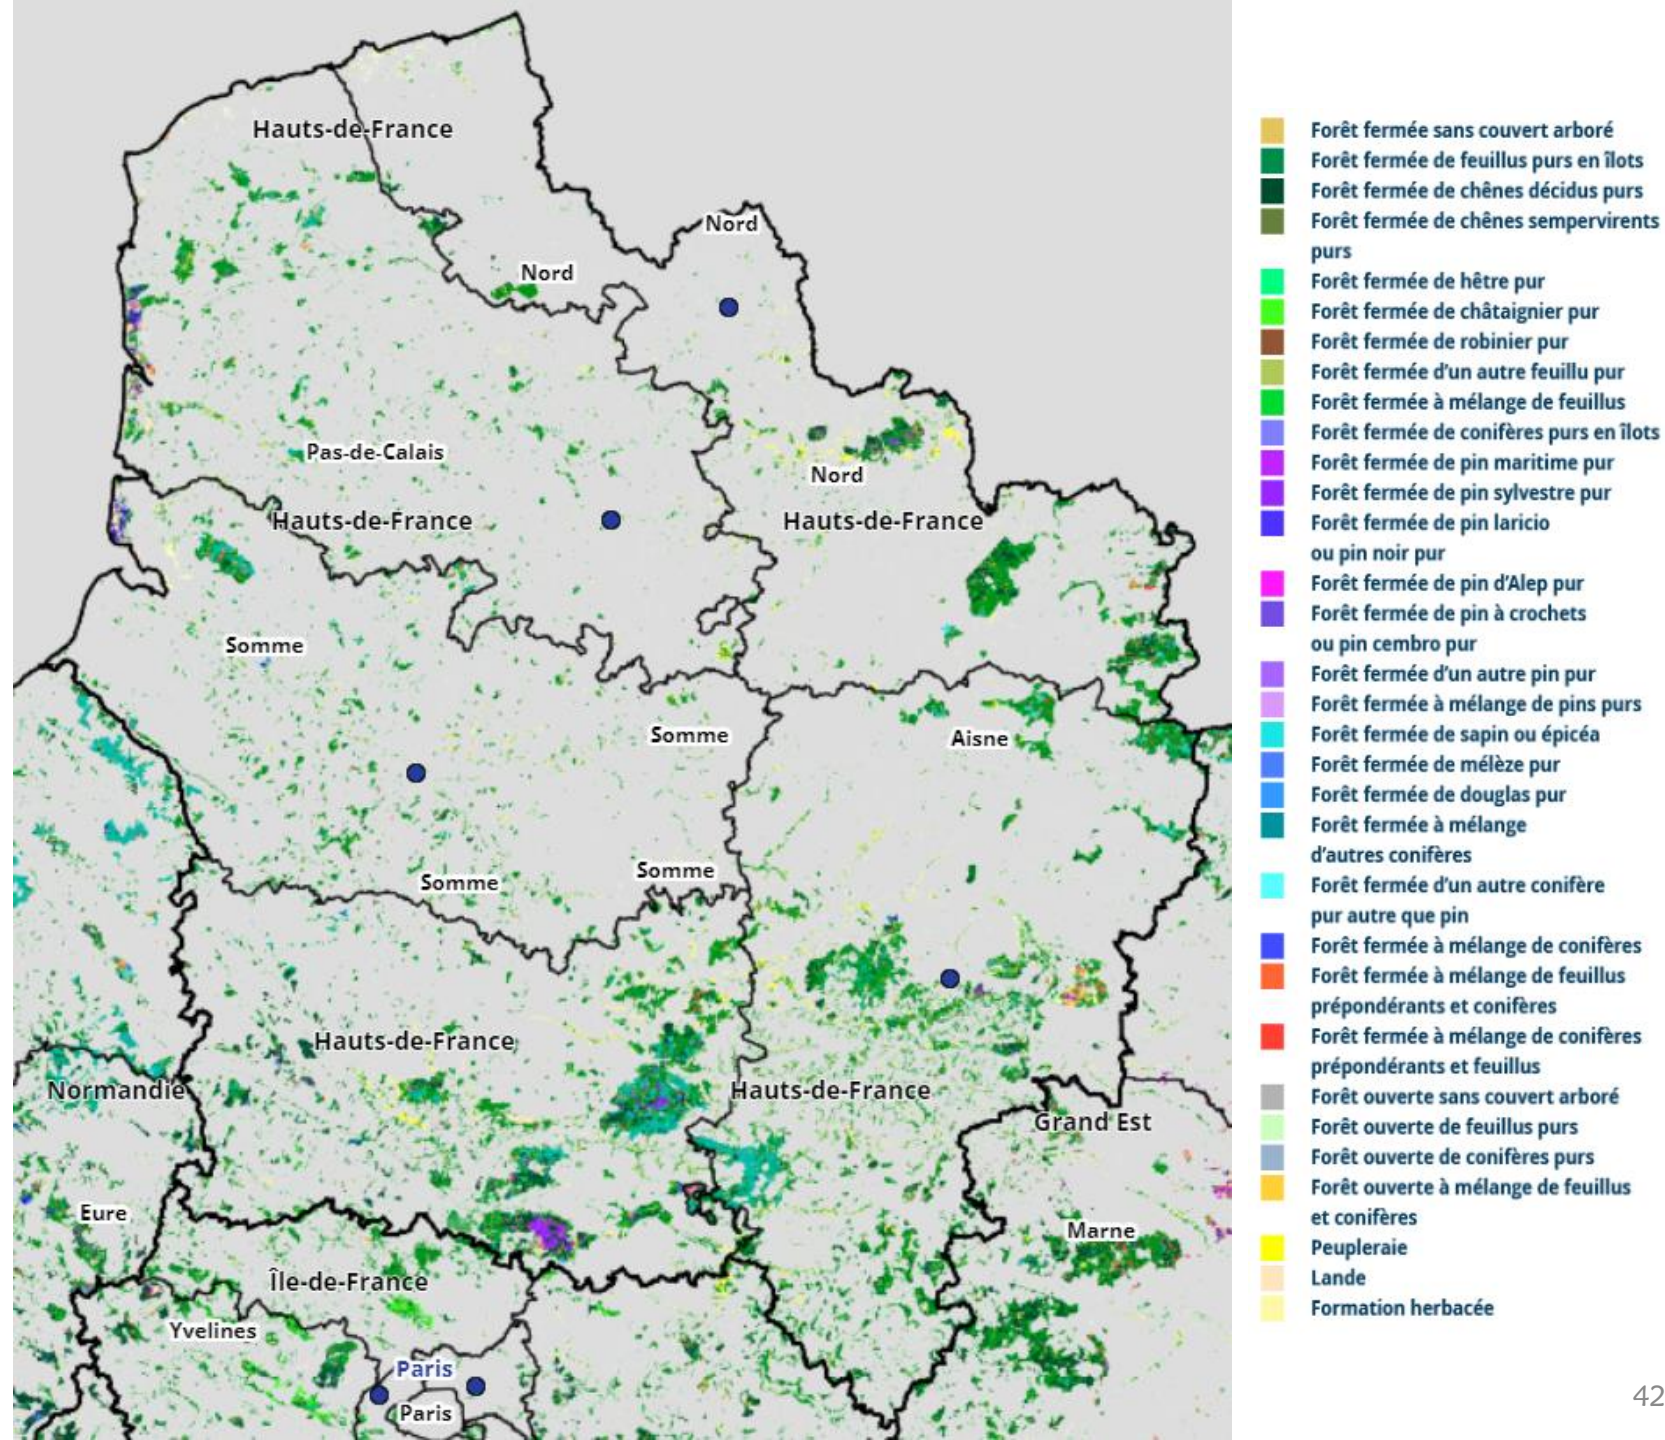 Hauts-de-France
Nord
Nord
Pas-de-Calais
Nord
Hauts-de-France
Hauts-de-France
Somme
Somme
Aisne
Somme
Somme
Hauts-de-France
Normandie
Hauts-de-France
Grand Est
Eure
Marne
Île-de-France
Yvelines
Paris
Paris
Forêt fermée sans couvert arboré
Forêt fermée de feuillus purs en îlots
Forêt fermée de chênes décidus purs
Forêt fermée de chênes sempervirents
purs
Forêt fermée de hêtre pur
Forêt fermée de châtaignier pur
Forêt fermée de robinier pur
Forêt fermée d’un autre feuillu pur
Forêt fermée à mélange de feuillus
Forêt fermée de conifères purs en îlots
Forêt fermée de pin maritime pur
Forêt fermée de pin sylvestre pur
Forêt fermée de pin laricio
ou pin noir pur
Forêt fermée de pin d’Alep pur
Forêt fermée de pin à crochets
ou pin cembro pur
Forêt fermée d’un autre pin pur
Forêt fermée à mélange de pins purs
Forêt fermée de sapin ou épicéa
Forêt fermée de mélèze pur
Forêt fermée de douglas pur
Forêt fermée à mélange
d’autres conifères
Forêt fermée d’un autre conifère
pur autre que pin
Forêt fermée à mélange de conifères
Forêt fermée à mélange de feuillus
prépondérants et conifères
Forêt fermée à mélange de conifères
prépondérants et feuillus
Forêt ouverte sans couvert arboré
Forêt ouverte de feuillus purs
Forêt ouverte de conifères purs
Forêt ouverte à mélange de feuillus
et conifères
Peupleraie
Lande
Formation herbacée
42